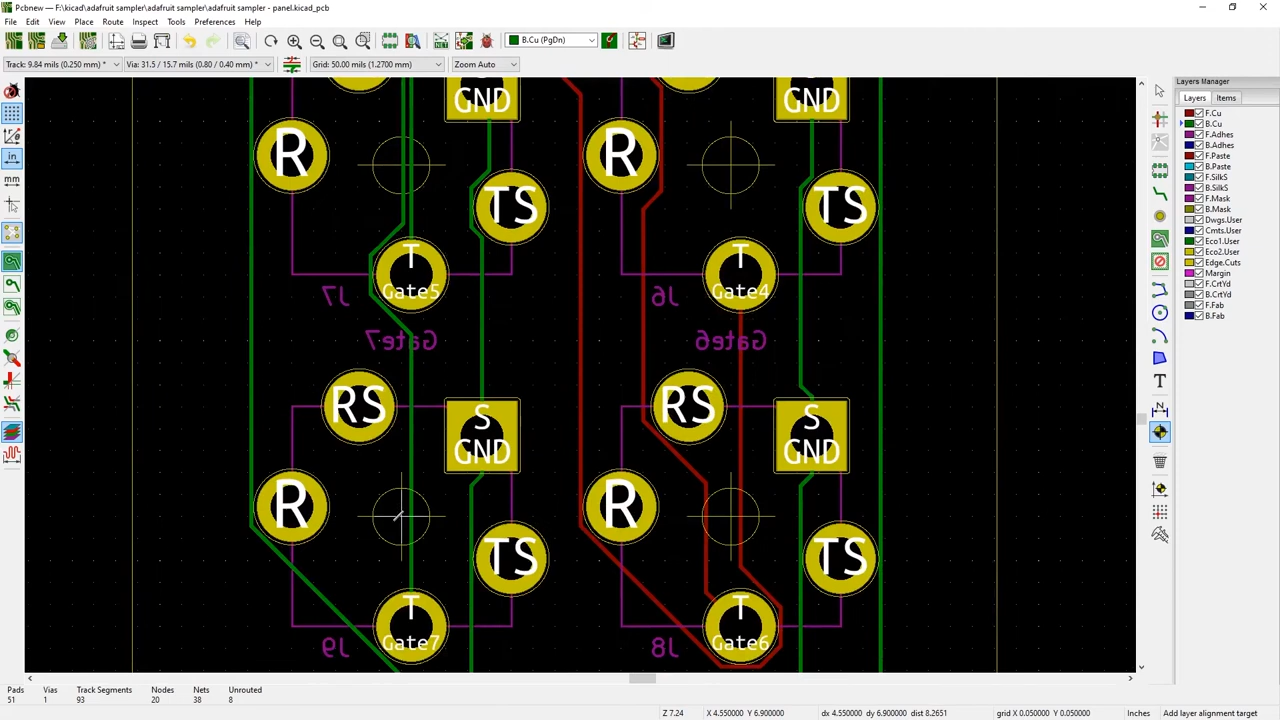 Pcbnew — F:\kicad\adafruit sampler\adafruit sampler\adafruit sampler - panel.kicad_pcb
File Edit View Place Route Inspect Tools Preferences Help
B.Cu (PgDn)
Track: 9.84 mils (0.250 mm) *
Via: 31.5 / 15.7 mils (0.80 / 0.40 mm) *
Grid: 50.00 mils (1.2700 mm)
Zoom Auto
in
mm
GND
GND
R
TS
R
TS
T
Gate5
T
Gate4
J7
J6
Gate7
Gate6
RS
S
GND
RS
S
GND
R
TS
R
TS
T
Gate7
T
Gate6
J9
J8
T
Layers Manager
Layers Items
F.Cu
B.Cu
F.Adhes
B.Adhes
F.Paste
B.Paste
F.SilkS
B.SilkS
F.Mask
B.Mask
Dwgs.User
Cmts.User
Eco1.User
Eco2.User
Edge.Cuts
Margin
F.CrtYd
B.CrtYd
F.Fab
B.Fab
Pads Vias Track Segments Nodes Nets Unrouted
51 1 93 20 38 8
Z 7.24 X 4.550000 Y 6.900000 dx 4.550000 dy 6.900000 dist 8.2651 grid X 0.050000 Y 0.050000 Inches Add layer alignment target